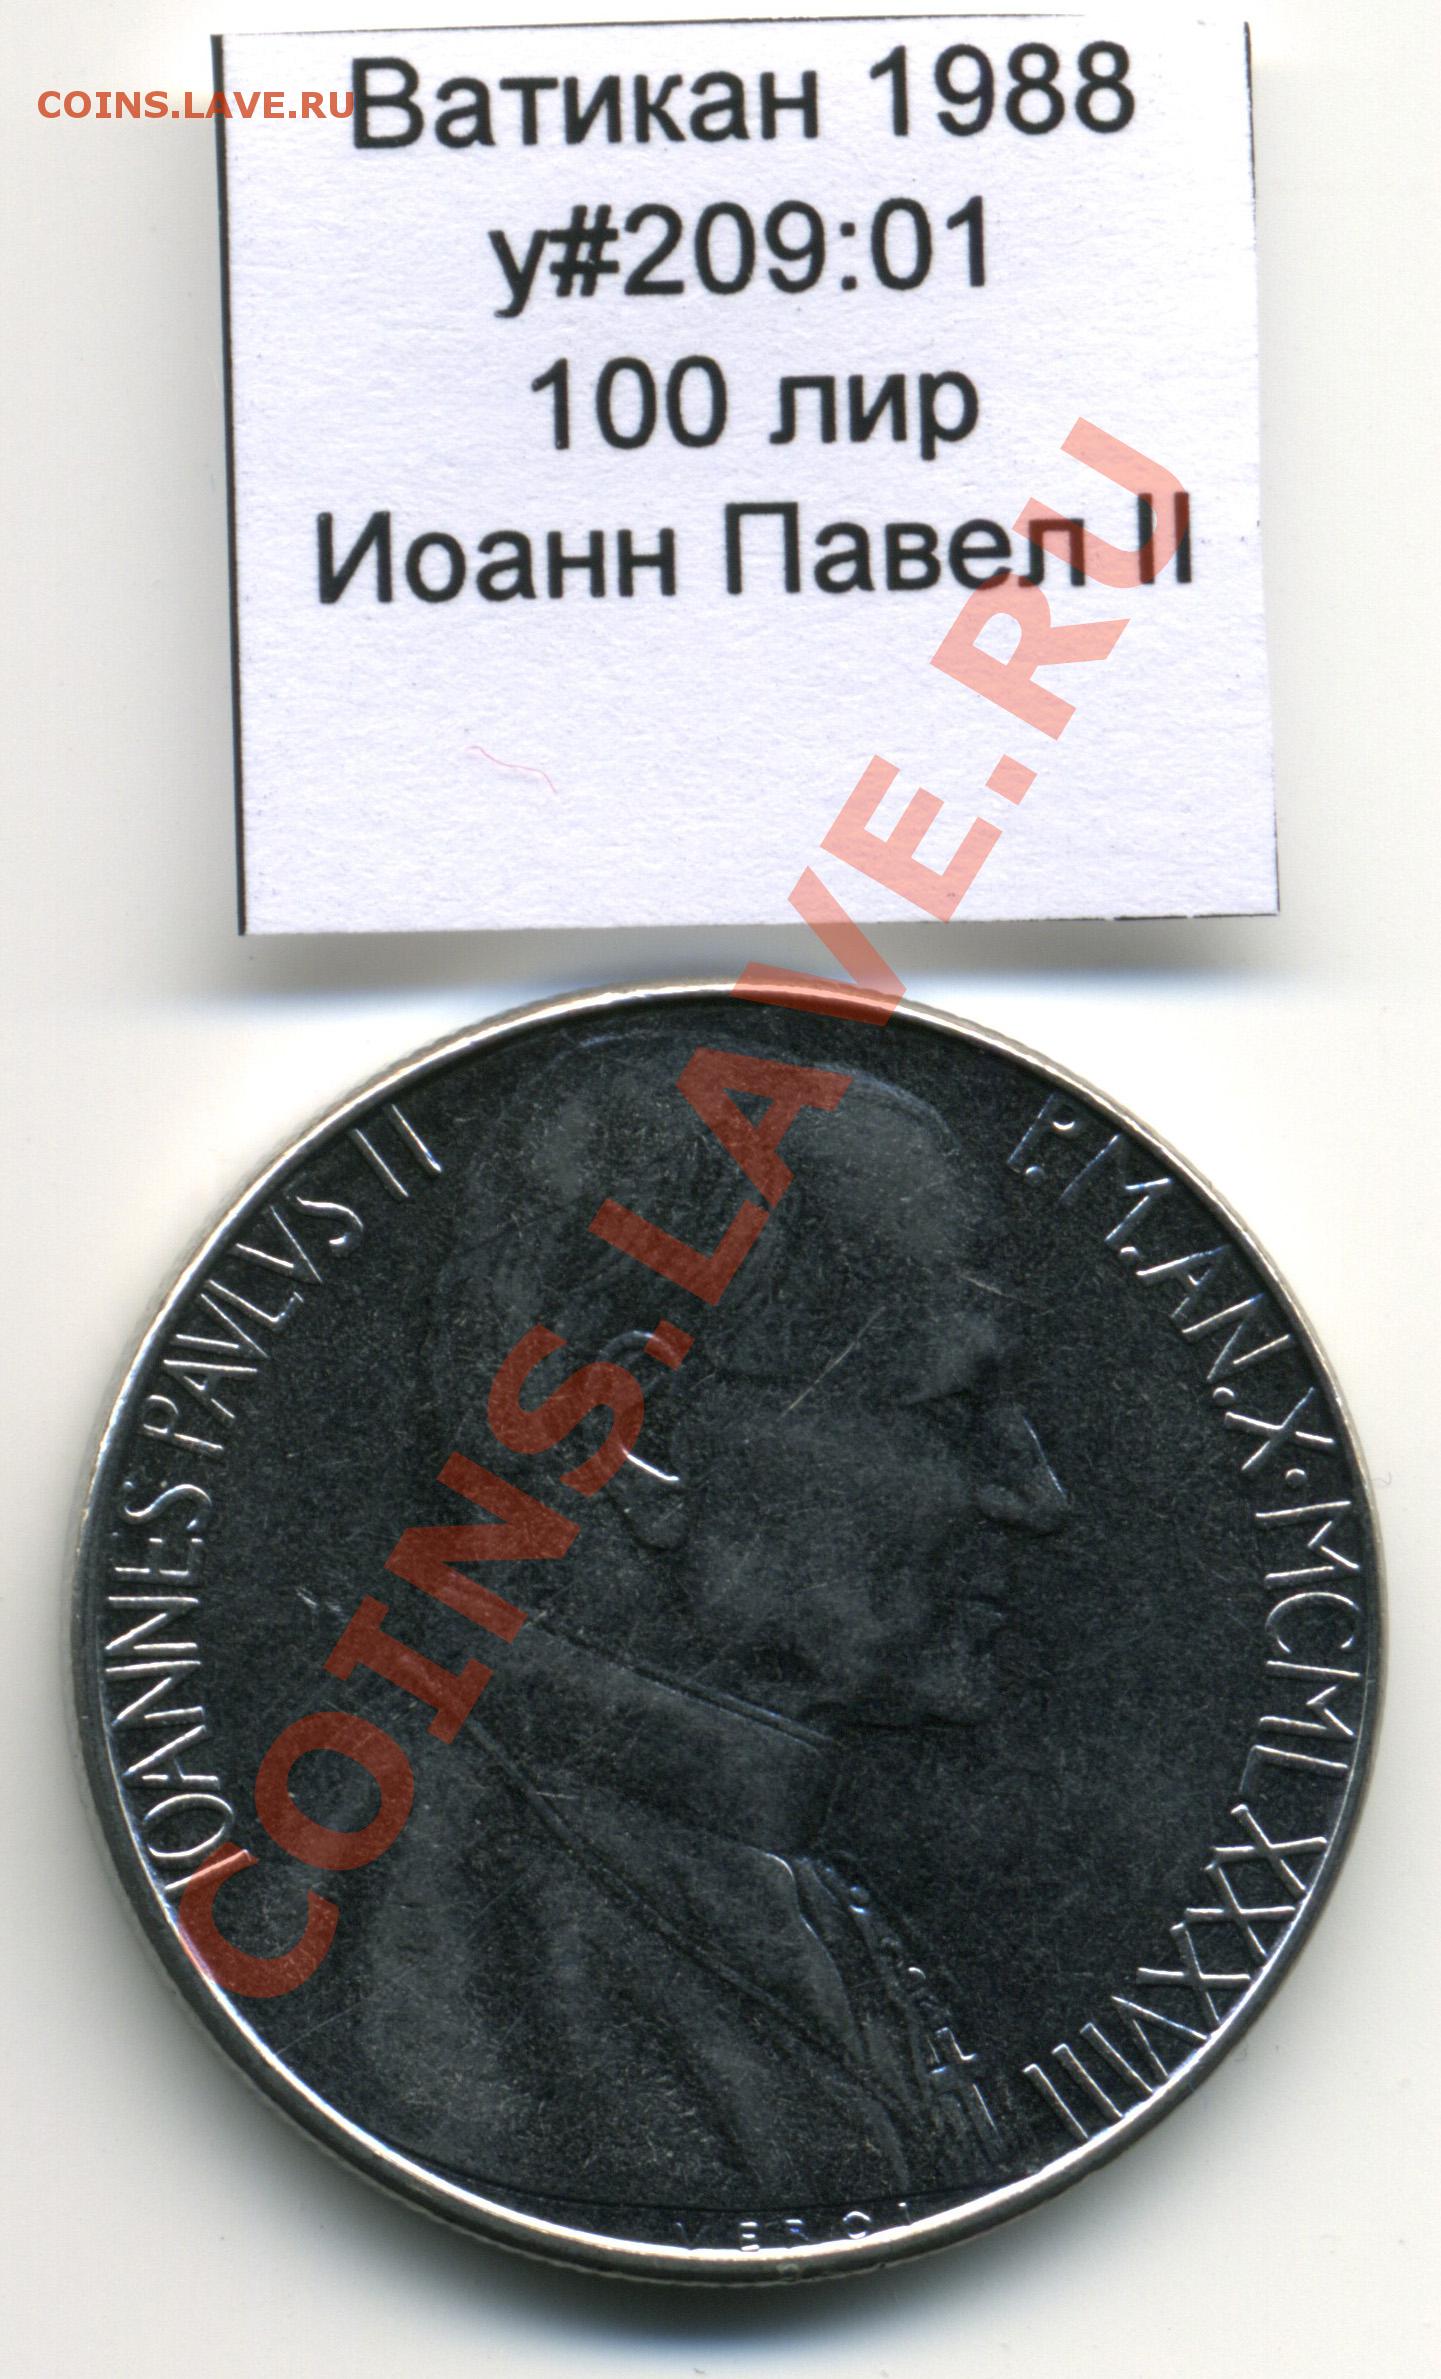 COINS.LAVE.RU
Ватикан 1988
y#209:01
100 лир
Иоанн Павел II
COINS.LAVE.RU
IOANNES PAVLVS II
P.M.AN.X·MCMLXXXVIII
VEROI